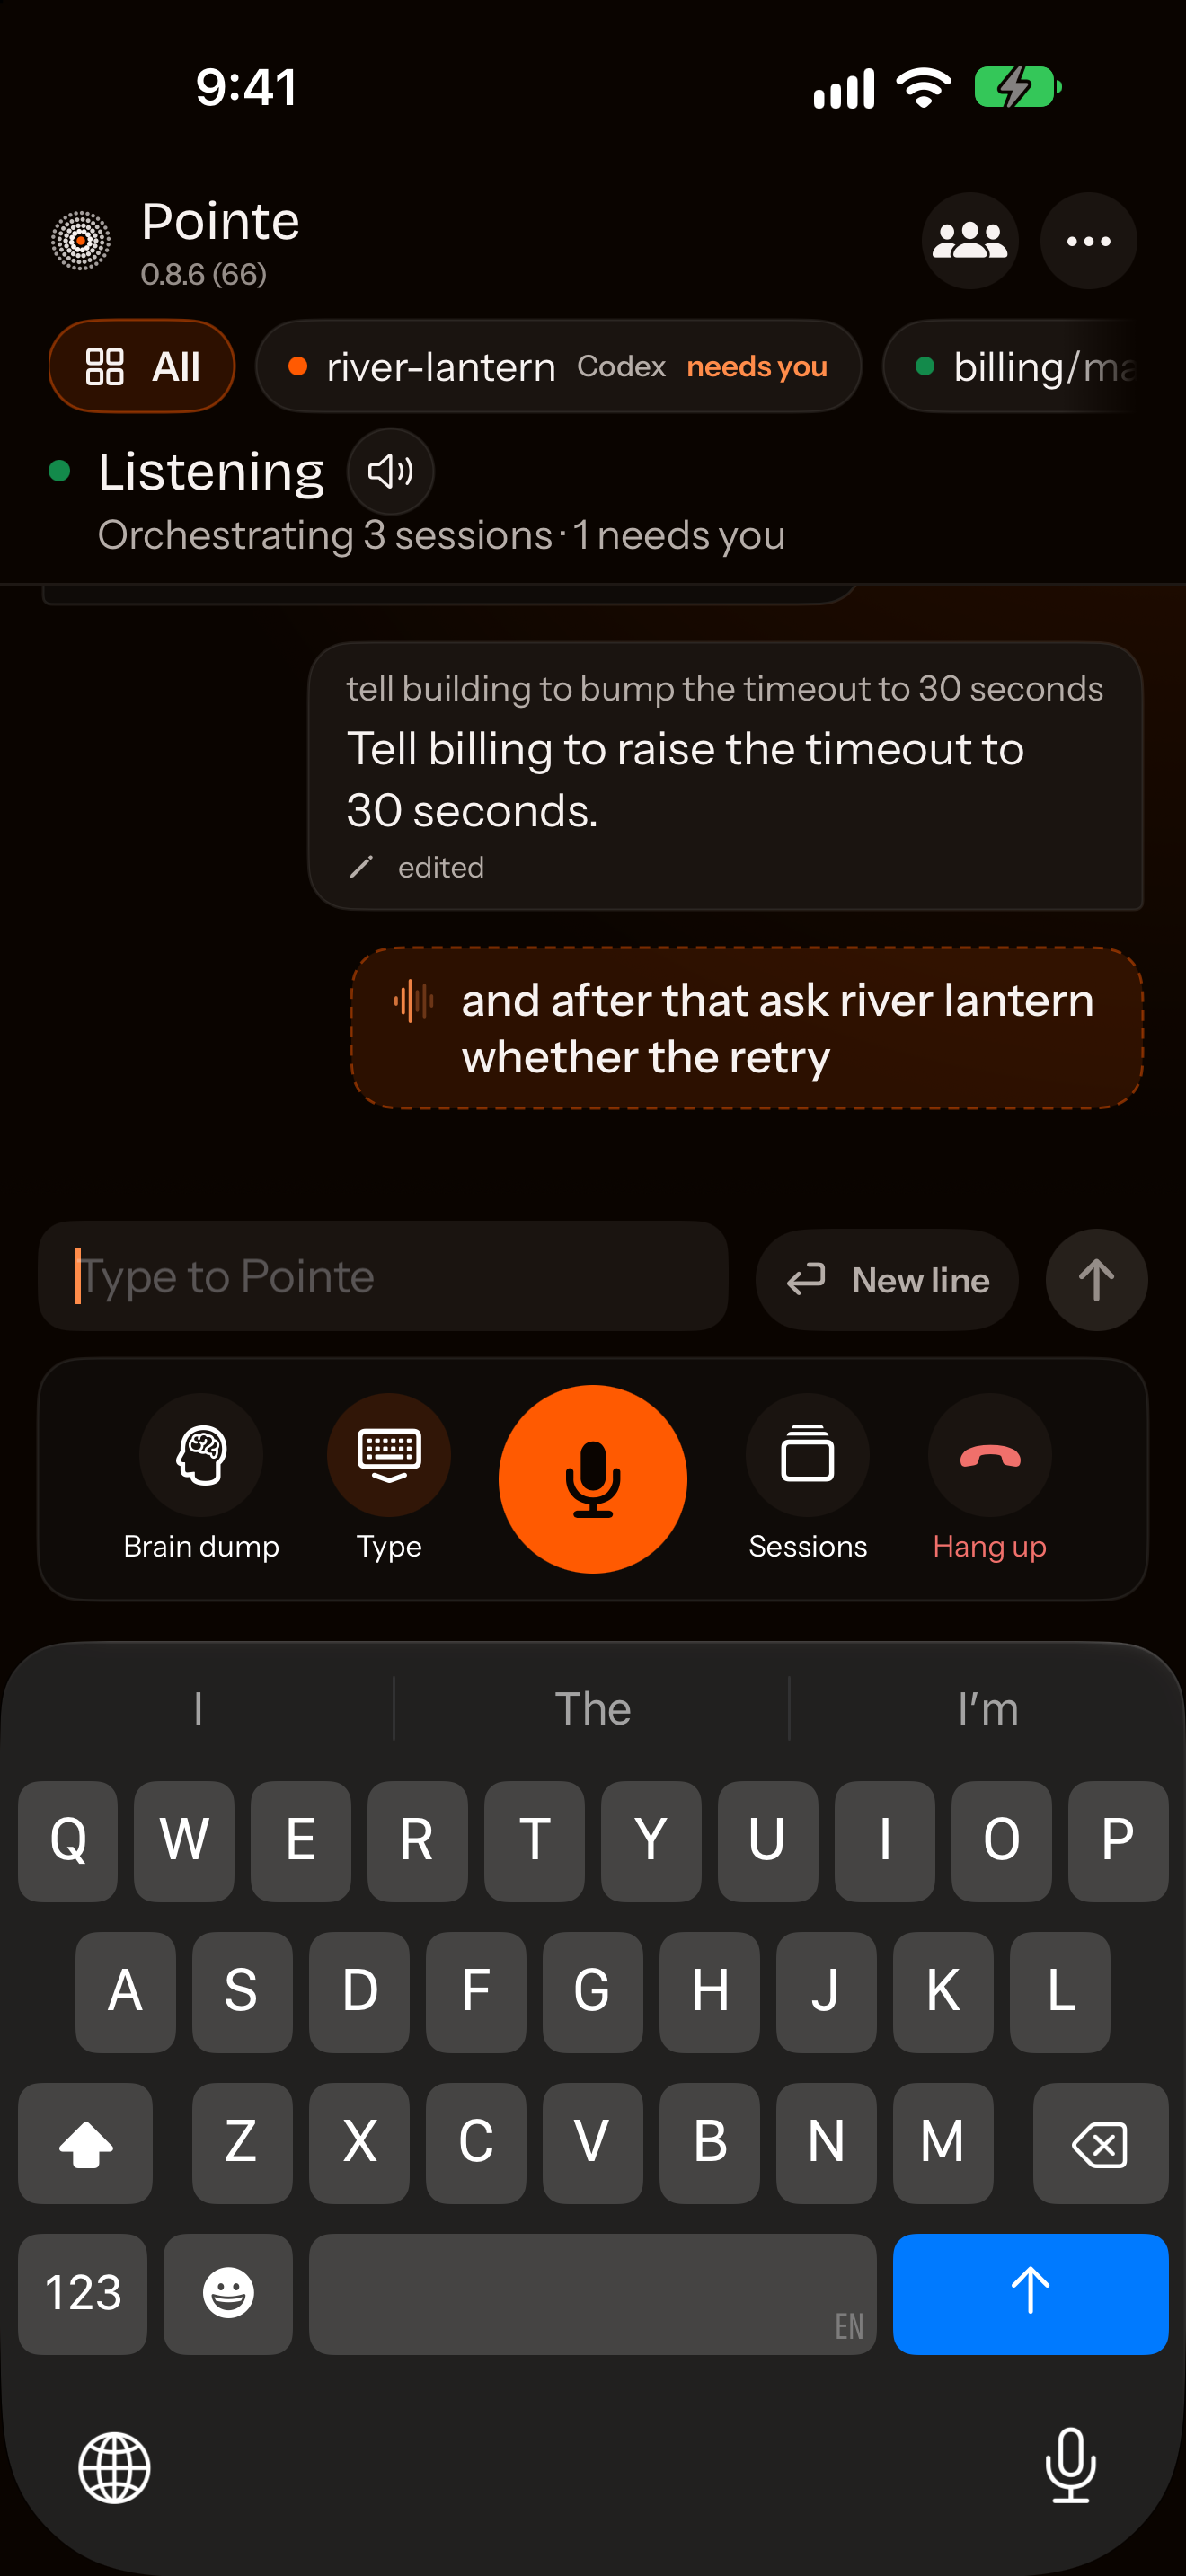 9:41
Pointe
0.8.6 (66)
All
river-lantern Codex needs you
billing/ma
Listening
Orchestrating 3 sessions · 1 needs you
tell building to bump the timeout to 30 seconds
Tell billing to raise the timeout to
30 seconds.
edited
and after that ask river lantern
whether the retry
Type to Pointe
New line
Brain dump
Type
Sessions
Hang up
I
The
I'm
Q W E R T Y U I O P
A S D F G H J K L
Z X C V B N M
123
EN